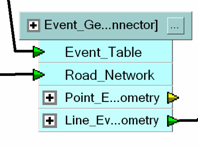 Event_Ge...nnector] ...
Event_Table
Road_Network
Point_E...ometry
Line_Ev...ometry